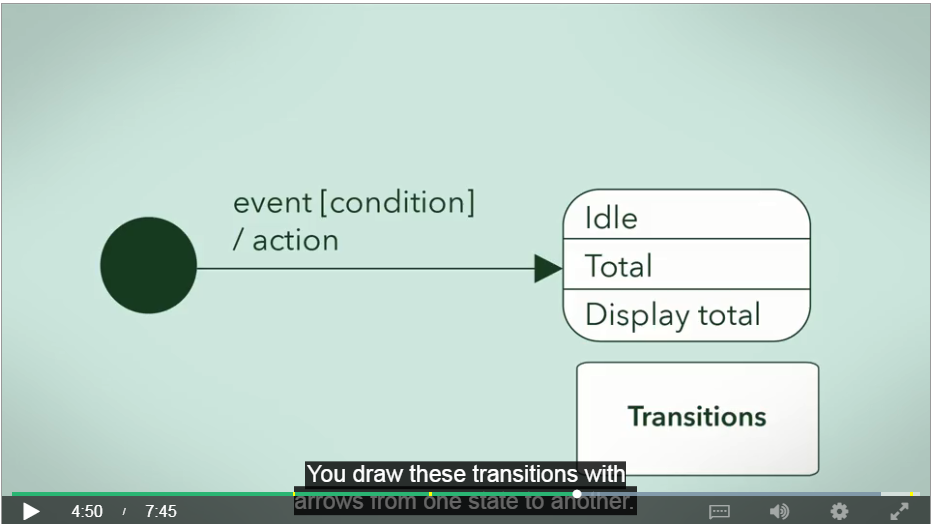 event [condition]
/ action
Idle
Total
Display total
Transitions
You draw these transitions with
arrows from one state to another.
4:50 / 7:45